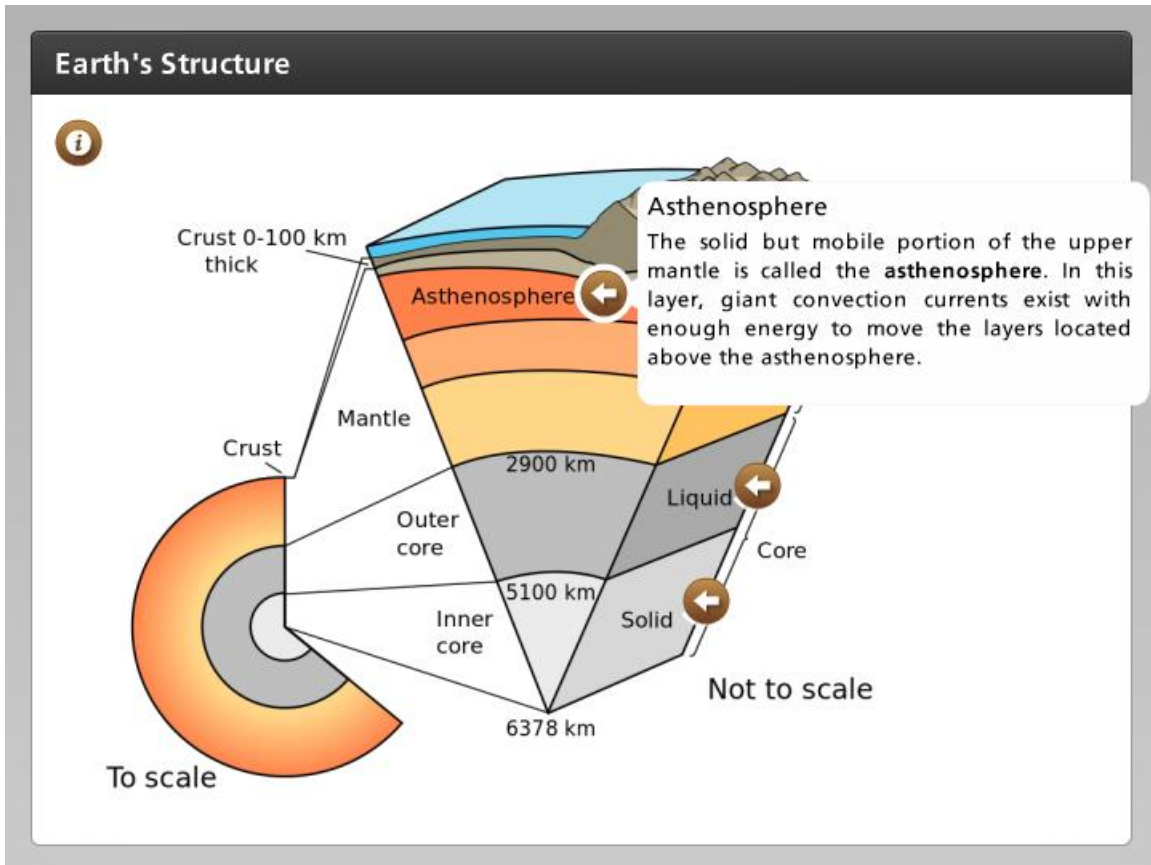 Earth's Structure
i
Crust 0-100 km
thick
Asthenosphere
Asthenosphere
The solid but mobile portion of the upper
mantle is called the asthenosphere. In this
layer, giant convection currents exist with
enough energy to move the layers located
above the asthenosphere.
Mantle
Crust
2900 km
Liquid
Outer
core
Core
5100 km
Inner
core
Solid
Not to scale
6378 km
To scale